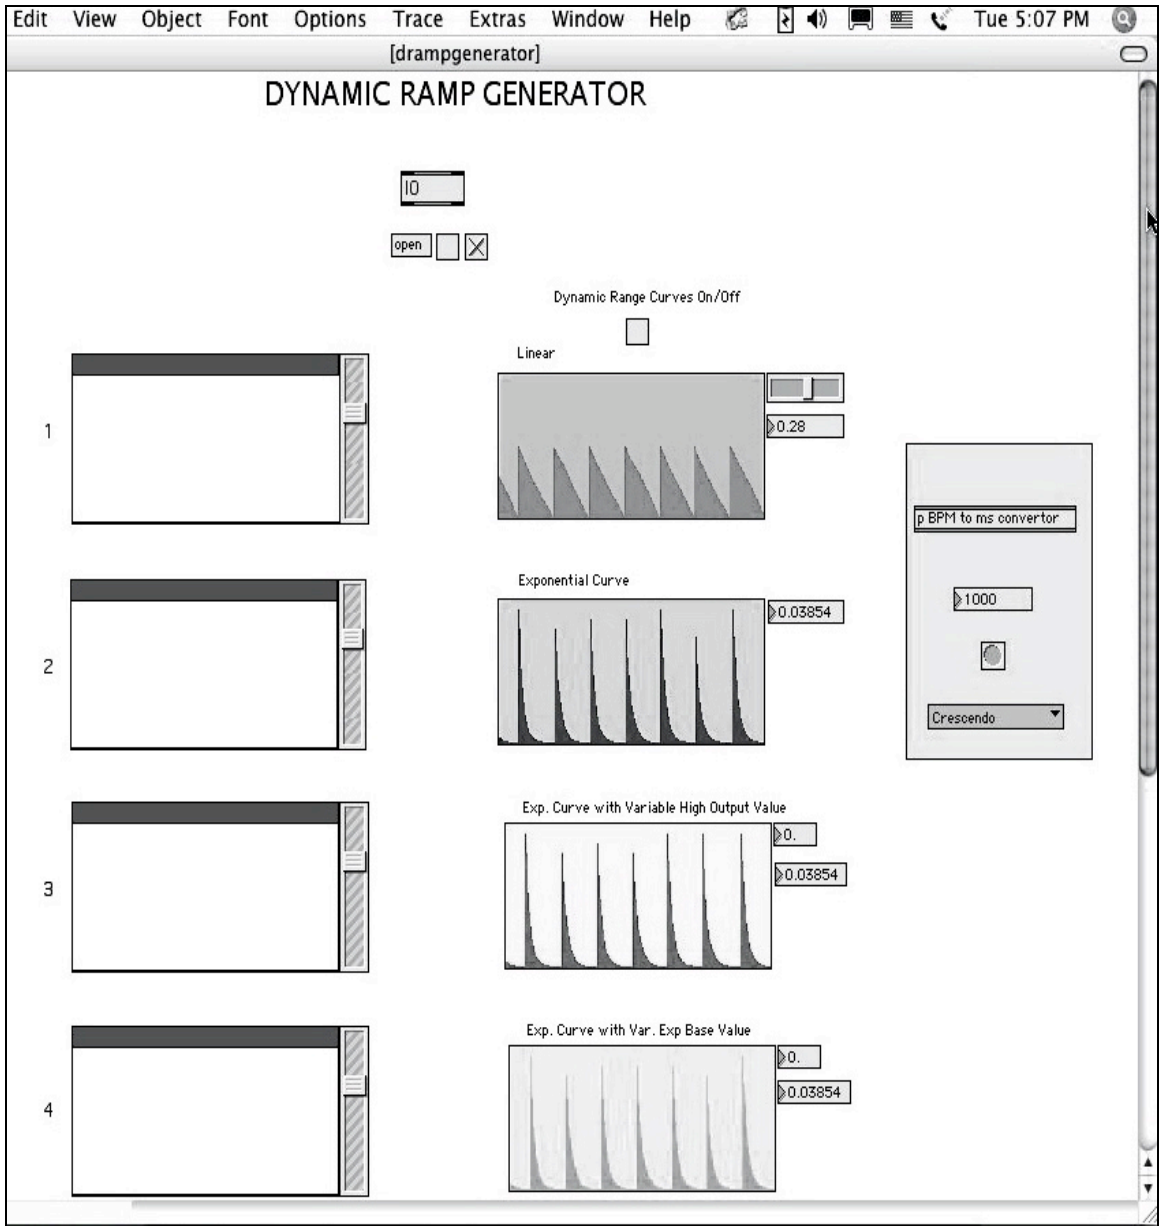 Edit View Object Font Options Trace Extras Window Help Tue 5:07 PM
[drampgenerator]
DYNAMIC RAMP GENERATOR
IO
open
Dynamic Range Curves On/Off
Linear
0.28
1
p BPM to ms convertor
Exponential Curve
0.03854
1000
2
Crescendo
Exp. Curve with Variable High Output Value
0.
0.03854
3
Exp. Curve with Var. Exp Base Value
0.
0.03854
4